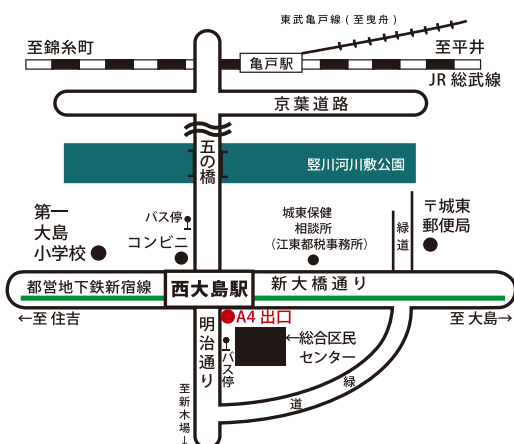 東武亀戸線(至曳舟)
至錦糸町
至平井
亀戸駅
JR 総武線
京葉道路
五の橋
竪川河川敷公園
第一
大島
小学校
バス停
コンビニ
城東保健
相談所
(江東都税事務所)
緑道
〒城東
郵便局
都営地下鉄新宿線
西大島駅
新大橋通り
←至 住吉
至 大島→
明治通り
A4 出口
バス停
←総合区民
センター
至新木場→
緑
道